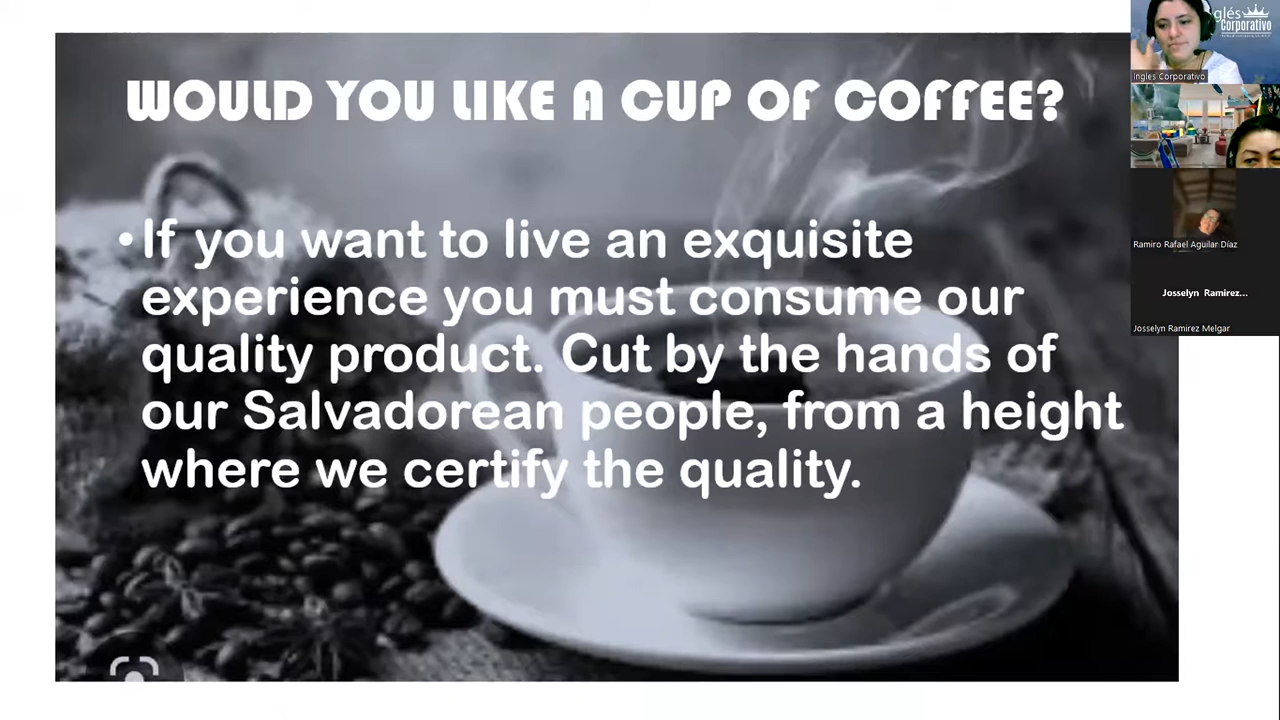 WOULD YOU LIKE A CUP OF COFFEE?
• If you want to live an exquisite
experience you must consume our
quality product. Cut by the hands of
our Salvadorean people, from a height
where we certify the quality.
glés
Corporativo
Ingles Corporativo
Ramiro Rafael Aguilar Díaz
Josselyn Ramirez...
Josselyn Ramirez Melgar